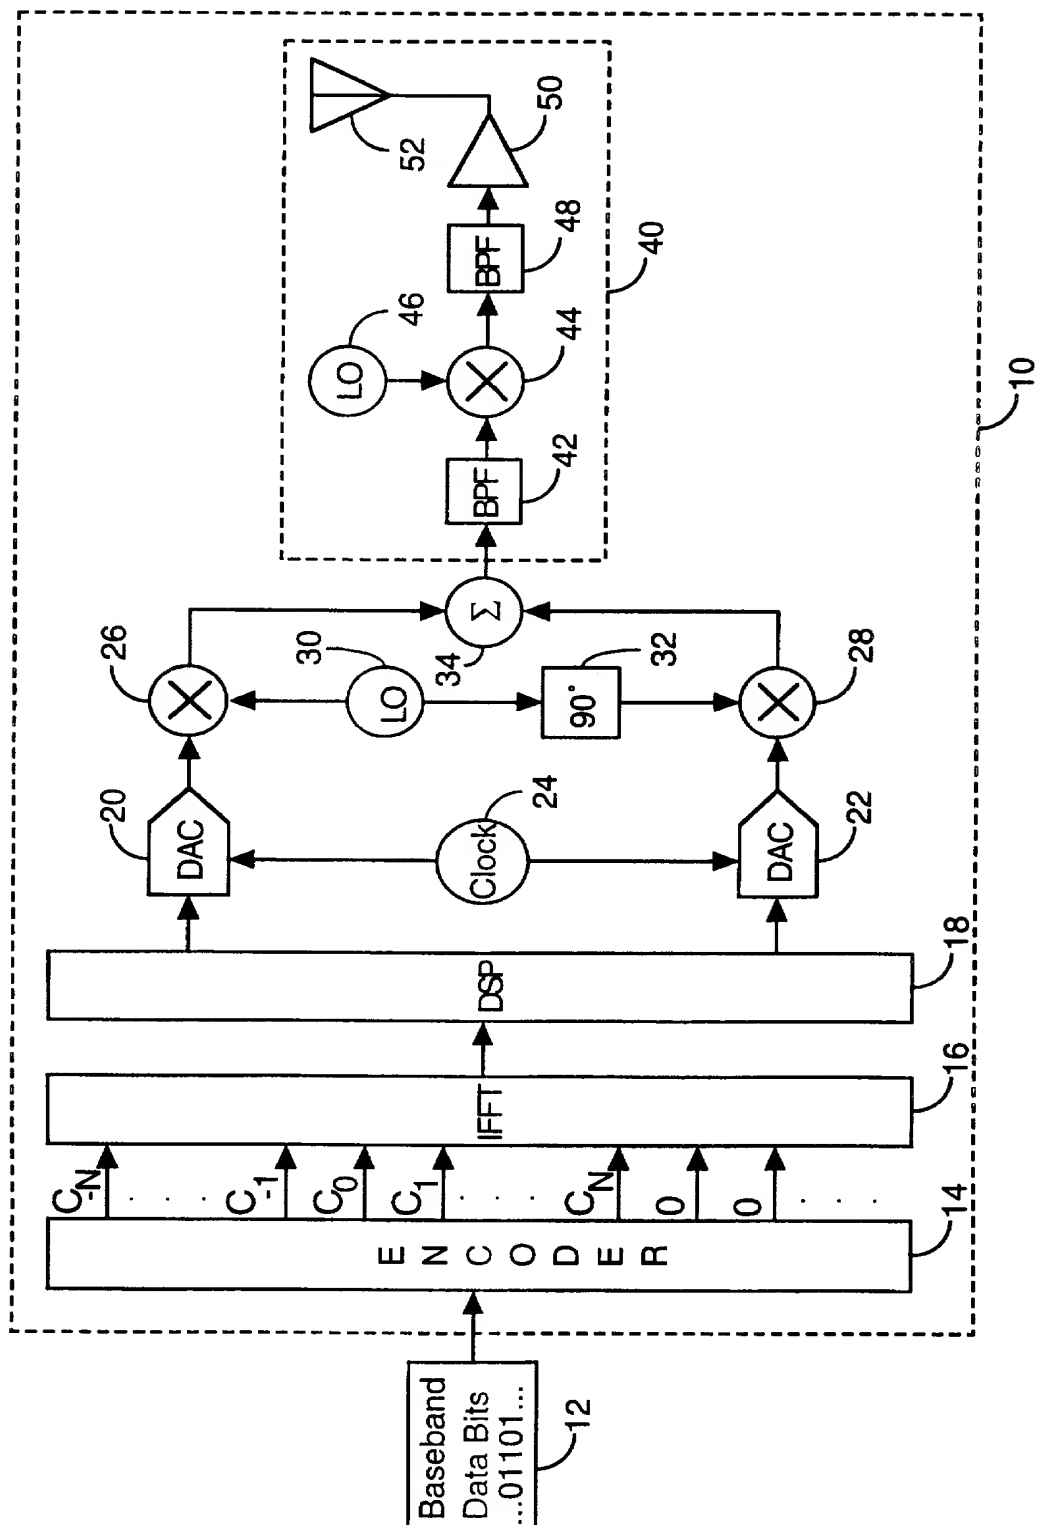 Baseband
Data Bits
...01101...
12
E N C O D E R
14
C-N
. . . .
C-1
C0
C1
. . . .
CN
0
0
. . . .
IFFT
16
DSP
18
DAC
20
Clock
24
DAC
22
26
LO
30
90°
32
28
Σ
34
BPF
42
44
LO
46
BPF
48
50
52
40
10